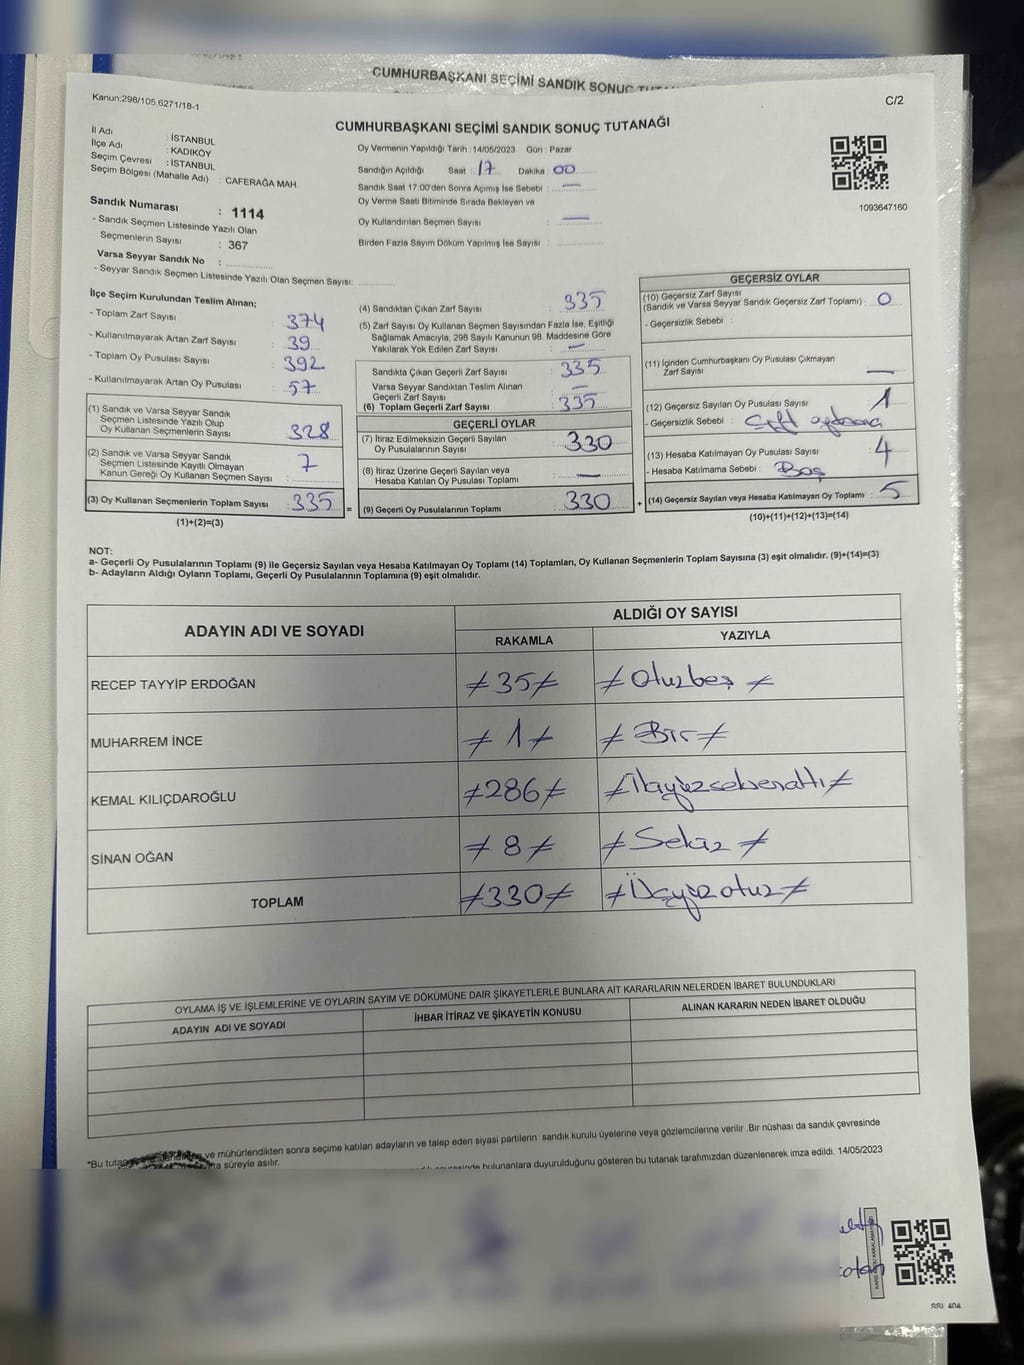 CUMHURBAŞKANI SEÇİMİ SANDIK SONUÇ
Kanun:298/105.6271/18-1
C/2
CUMHURBAŞKANI SEÇİMİ SANDIK SONUÇ TUTANAĞI
İl Adı : İSTANBUL
İlçe Adı : KADIKÖY
Seçim Çevresi : İSTANBUL
Seçim Bölgesi (Mahalle Adı) : CAFERAĞA MAH.
Oy Vermenin Yapıldığı Tarih : 14/05/2023 Gün : Pazar
Sandığın Açıldığı Saat : 17 Dakika : 00
Sandık Saat 17:00'den Sonra Açımış İse Sebebi : —
Oy Verme Saati Bitiminde Sırada Bekleyen ve
Oy Kullandırılan Seçmen Sayısı : —
Birden Fazla Sayım Döküm Yapılmış İse Sayısı :
1093647160
Sandık Numarası : 1114
- Sandık Seçmen Listesinde Yazılı Olan
Seçmenlerin Sayısı : 367
Varsa Seyyar Sandık No :
- Seyyar Sandık Seçmen Listesinde Yazılı Olan Seçmen Sayısı:
İlçe Seçim Kurulundan Teslim Alınan;
- Toplam Zarf Sayısı : 374
- Kullanılmayarak Artan Zarf Sayısı : 39
- Toplam Oy Pusulası Sayısı : 392
- Kullanılmayarak Artan Oy Pusulası : 57
(1) Sandık ve Varsa Seyyar Sandık
Seçmen Listesinde Yazılı Olup
Oy Kullanan Seçmenlerin Sayısı : 328
(2) Sandık ve Varsa Seyyar Sandık
Seçmen Listesinde Kayıtlı Olmayan
Kanun Gereği Oy Kullanan Seçmen Sayısı : 7
(3) Oy Kullanan Seçmenlerin Toplam Sayısı : 335
(1)+(2)=(3)
=
(4) Sandıktan Çıkan Zarf Sayısı : 335
(5) Zarf Sayısı Oy Kullanan Seçmen Sayısından Fazla İse, Eşitliği
Sağlamak Amacıyla, 298 Sayılı Kanunun 98. Maddesine Göre
Yakılarak Yok Edilen Zarf Sayısı : —
Sandıkta Çıkan Geçerli Zarf Sayısı : 335
Varsa Seyyar Sandıktan Teslim Alınan
Geçerli Zarf Sayısı : —
(6) Toplam Geçerli Zarf Sayısı : 335
GEÇERLİ OYLAR
(7) İtiraz Edilmeksizin Geçerli Sayılan
Oy Pusulalarının Sayısı : 330
(8) İtiraz Üzerine Geçerli Sayılan veya
Hesaba Katılan Oy Pusulası Toplamı : —
(9) Geçerli Oy Pusulalarının Toplamı : 330
+
GEÇERSİZ OYLAR
(10) Geçersiz Zarf Sayısı
(Sandık ve Varsa Seyyar Sandık Geçersiz Zarf Toplamı) : 0
- Geçersizlik Sebebi :
(11) İçinden Cumhurbaşkanı Oy Pusulası Çıkmayan
Zarf Sayısı : —
(12) Geçersiz Sayılan Oy Pusulası Sayısı : 1
- Geçersizlik Sebebi : Çift
(13) Hesaba Katılmayan Oy Pusulası Sayısı : 4
- Hesaba Katılmama Sebebi : Boş
(14) Geçersiz Sayılan veya Hesaba Katılmayan Oy Toplamı : 5
(10)+(11)+(12)+(13)=(14)
NOT:
a- Geçerli Oy Pusulalarının Toplamı (9) ile Geçersiz Sayılan veya Hesaba Katılmayan Oy Toplamı (14) Toplamları, Oy Kullanan Seçmenlerin Toplam Sayısına (3) eşit olmalıdır. (9)+(14)=(3)
b- Adayların Aldığı Oyların Toplamı, Geçerli Oy Pusulalarının Toplamına (9) eşit olmalıdır.
ADAYIN ADI VE SOYADI
ALDIĞI OY SAYISI
RAKAMLA YAZIYLA
RECEP TAYYİP ERDOĞAN ≠35≠ ≠Otuzbeş≠
MUHARREM İNCE ≠1≠ ≠Bir≠
KEMAL KILIÇDAROĞLU ≠286≠ ≠İkiyüzseksenaltı≠
SİNAN OĞAN ≠8≠ ≠Sekiz≠
TOPLAM ≠330≠ ≠Üçyüzotuz≠
OYLAMA İŞ VE İŞLEMLERİNE VE OYLARIN SAYIM VE DÖKÜMÜNE DAİR ŞİKAYETLERLE BUNLARA AİT KARARLARIN NELERDEN İBARET BULUNDUKLARI
ADAYIN ADI VE SOYADI
İHBAR İTİRAZ VE ŞİKAYETİN KONUSU
ALINAN KARARIN NEDEN İBARET OLDUĞU
*Bu ve mühürlendikten sonra seçime katılan adayların ve talep eden siyasi partilerin sandık kurulu üyelerine veya gözlemcilerine verilir .Bir nüshası da sandık çevresinde
süreyle asılır.
bulunanlara duyurulduğunu gösteren bu tutanak tarafımızdan düzenlenerek imza edildi. 14/05/2023